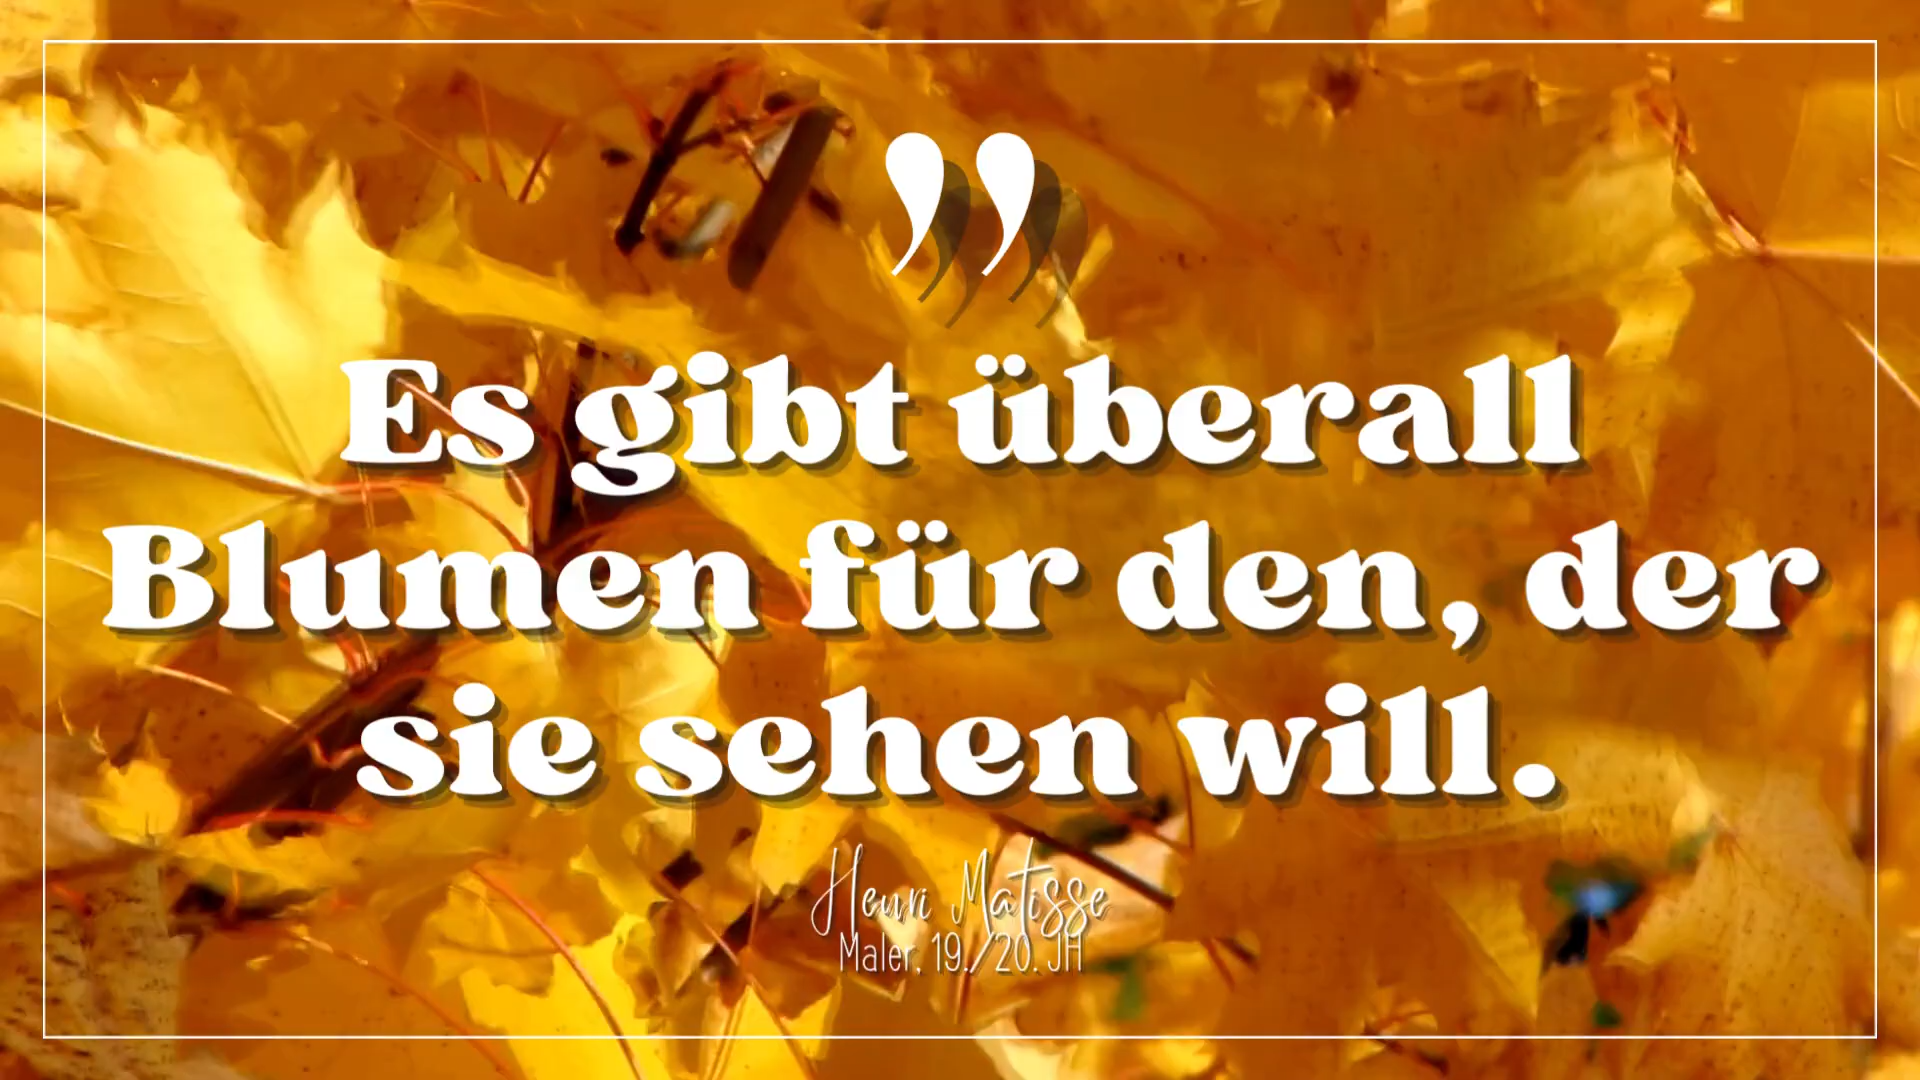 ”
Es gibt überall
Blumen für den, der
sie sehen will.
Henri Matisse
Maler, 19./20. JH